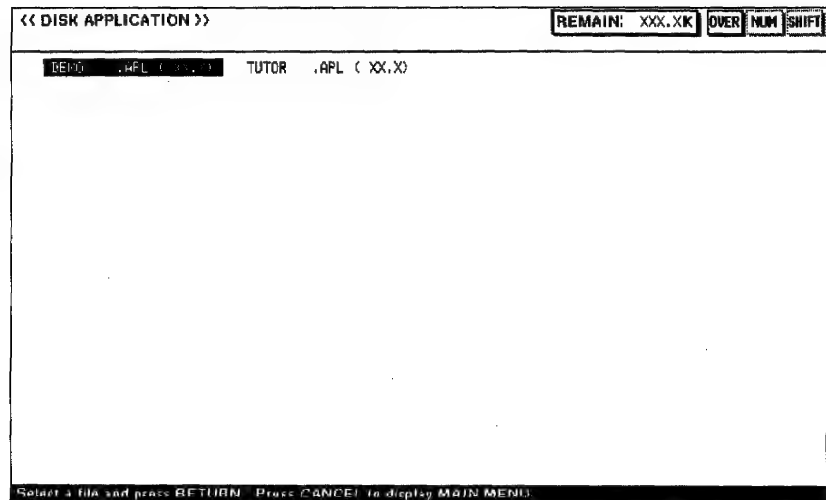 << DISK APPLICATION >> REMAIN: XXX.XK OVER NUM SHIFT
DEMO .APL ( XX.X) TUTOR .APL ( XX.X)
Select a file and press RETURN. Press CANCEL to display MAIN MENU.